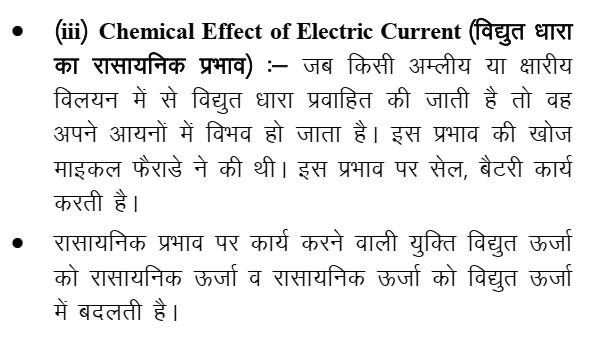 • (iii) Chemical Effect of Electric Current (विद्युत धारा
का रासायनिक प्रभाव) :– जब किसी अम्लीय या क्षारीय
विलयन में से विद्युत धारा प्रवाहित की जाती है तो वह
अपने आयनों में विभव हो जाता है। इस प्रभाव की खोज
माइकल फैराडे ने की थी। इस प्रभाव पर सेल, बैटरी कार्य
करती है।
• रासायनिक प्रभाव पर कार्य करने वाली युक्ति विद्युत ऊर्जा
को रासायनिक ऊर्जा व रासायनिक ऊर्जा को विद्युत ऊर्जा
में बदलती है।